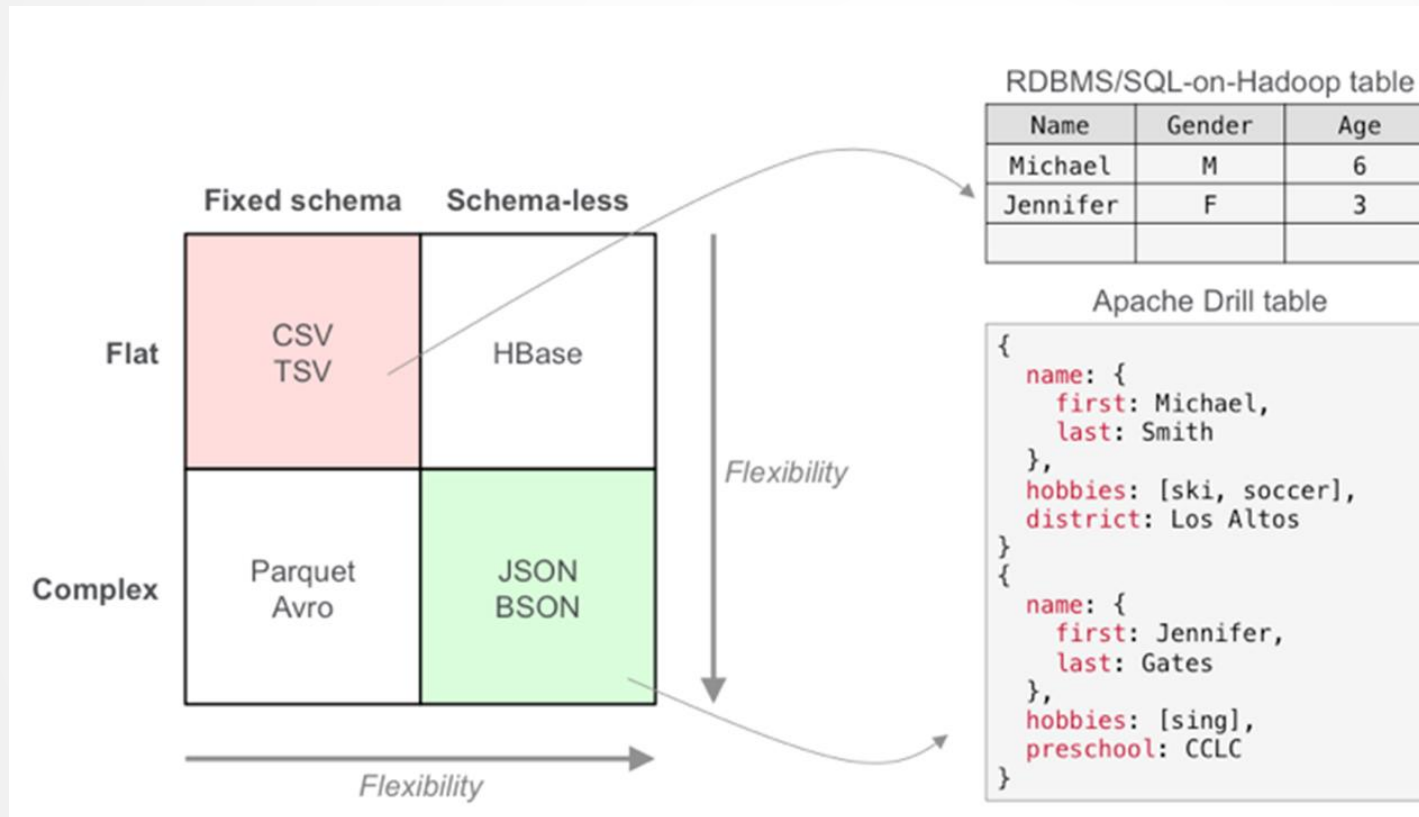 Fixed schema Schema-less
Flat
CSV
TSV
HBase
Complex
Parquet
Avro
JSON
BSON
Flexibility
Flexibility
RDBMS/SQL-on-Hadoop table
Name Gender Age
Michael M 6
Jennifer F 3
Apache Drill table
{
name: {
first: Michael,
last: Smith
},
hobbies: [ski, soccer],
district: Los Altos
}
{
name: {
first: Jennifer,
last: Gates
},
hobbies: [sing],
preschool: CCLC
}